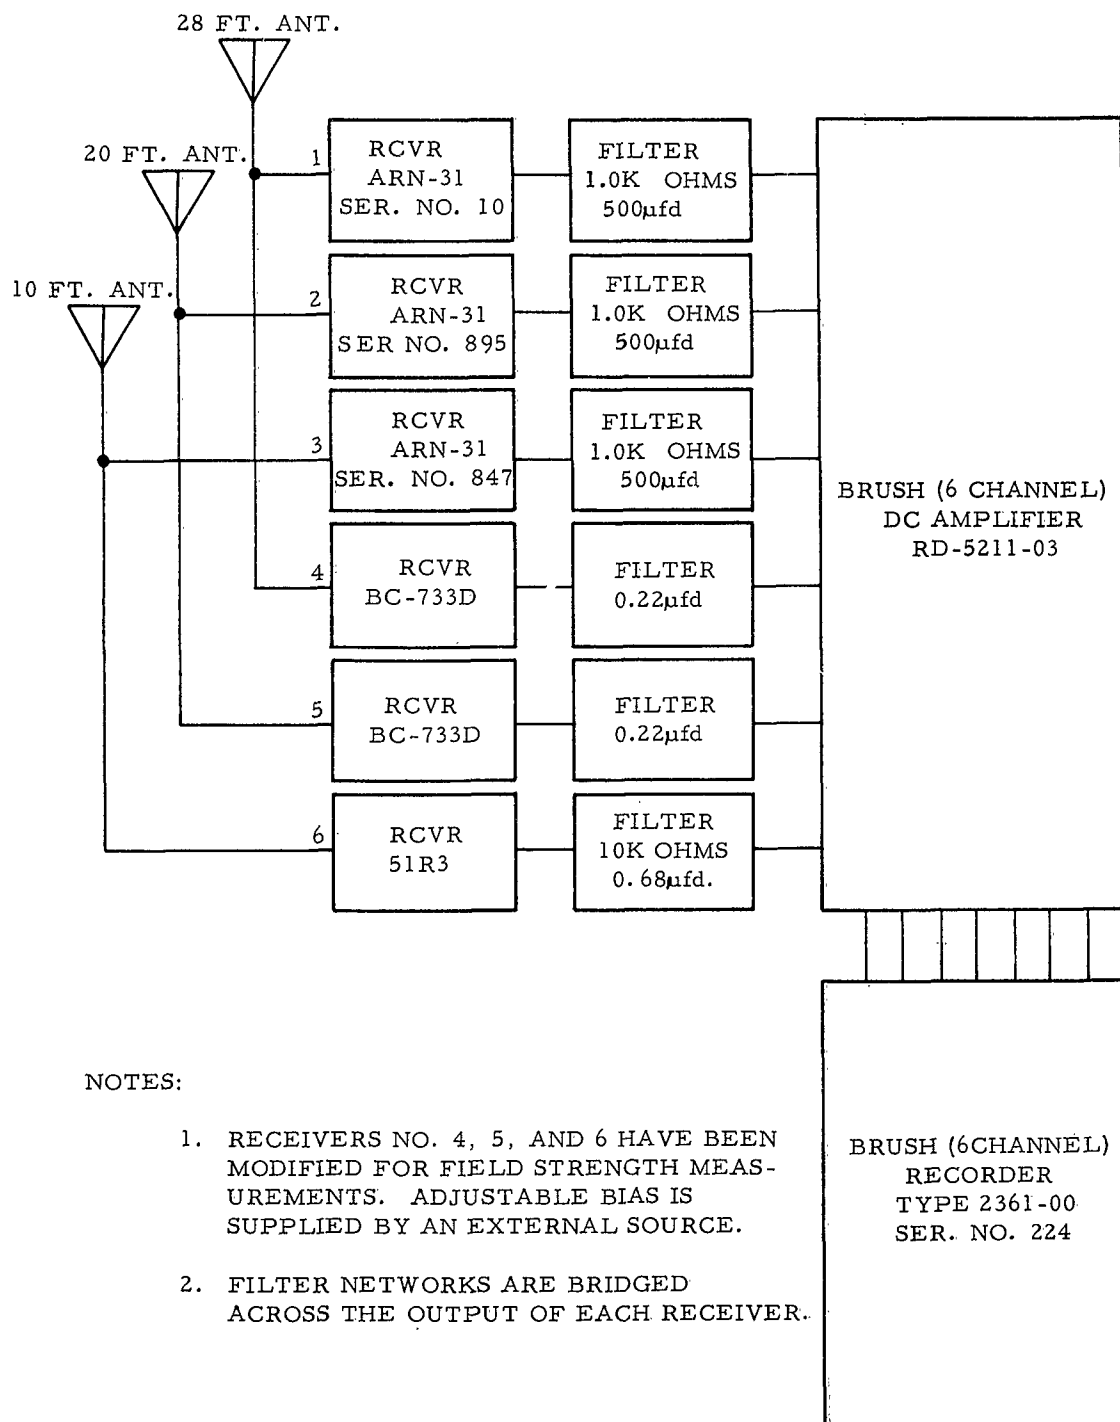 28 FT. ANT.
20 FT. ANT.
10 FT. ANT.
1
RCVR
ARN-31
SER. NO. 10
FILTER
1.0K OHMS
500µfd
2
RCVR
ARN-31
SER NO. 895
FILTER
1.0K OHMS
500µfd
3
RCVR
ARN-31
SER. NO. 847
FILTER
1.0K OHMS
500µfd
4
RCVR
BC-733D
FILTER
0.22µfd
5
RCVR
BC-733D
FILTER
0.22µfd
6
RCVR
51R3
FILTER
10K OHMS
0.68µfd.
BRUSH (6 CHANNEL)
DC AMPLIFIER
RD-5211-03
BRUSH (6CHANNEL)
RECORDER
TYPE 2361-00
SER. NO. 224
NOTES:
1. RECEIVERS NO. 4, 5, AND 6 HAVE BEEN
MODIFIED FOR FIELD STRENGTH MEAS-
UREMENTS. ADJUSTABLE BIAS IS
SUPPLIED BY AN EXTERNAL SOURCE.
2. FILTER NETWORKS ARE BRIDGED
ACROSS THE OUTPUT OF EACH RECEIVER.